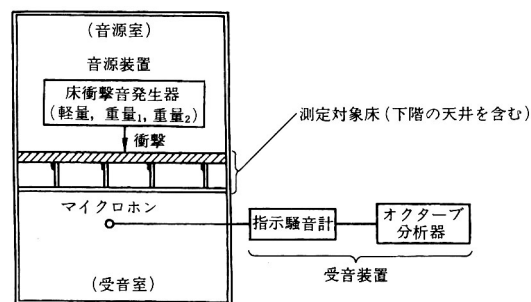 (音源室)
音源装置
床衝撃音発生器
(軽量, 重量₁, 重量₂)
衝撃
測定対象床(下階の天井を含む)
マイクロホン
指示騒音計
オクターブ
分析器
受音装置
(受音室)